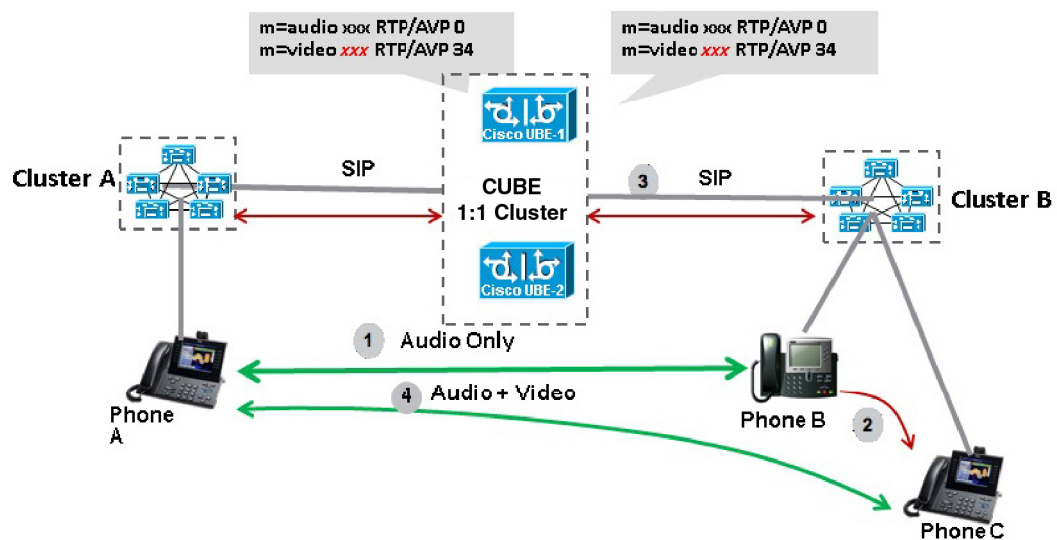 m=audio xxx RTP/AVP 0
m=video xxx RTP/AVP 34
m=audio xxx RTP/AVP 0
m=video xxx RTP/AVP 34
Cisco UBE-1
Cluster A
SIP
CUBE
1:1 Cluster
3
SIP
Cluster B
Cisco UBE-2
1
Audio Only
4
Audio + Video
Phone
A
Phone B
2
Phone C